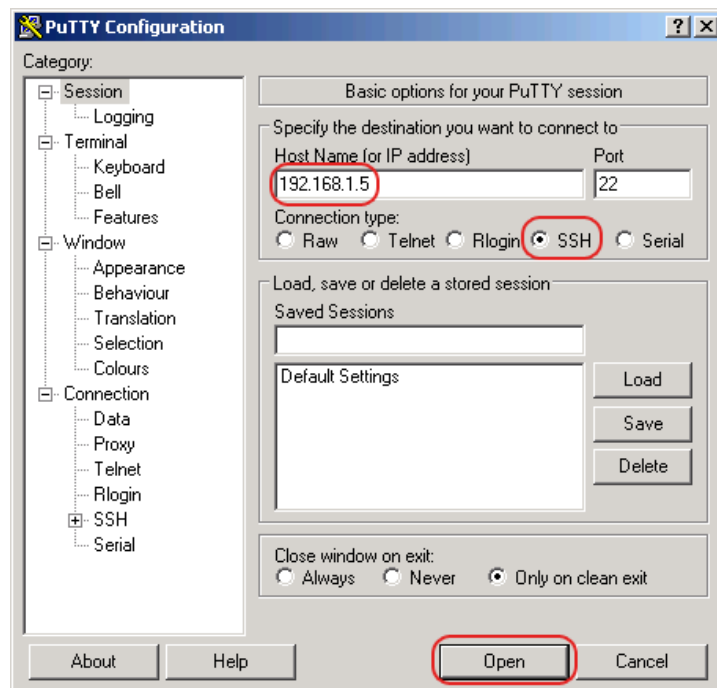 PuTTY Configuration
Category:
Session
Logging
Terminal
Keyboard
Bell
Features
Window
Appearance
Behaviour
Translation
Selection
Colours
Connection
Data
Proxy
Telnet
Rlogin
SSH
Serial
Basic options for your PuTTY session
Specify the destination you want to connect to
Host Name (or IP address) Port
192.168.1.5 22
Connection type:
Raw Telnet Rlogin SSH Serial
Load, save or delete a stored session
Saved Sessions
Default Settings
Load
Save
Delete
Close window on exit:
Always Never Only on clean exit
About Help Open Cancel